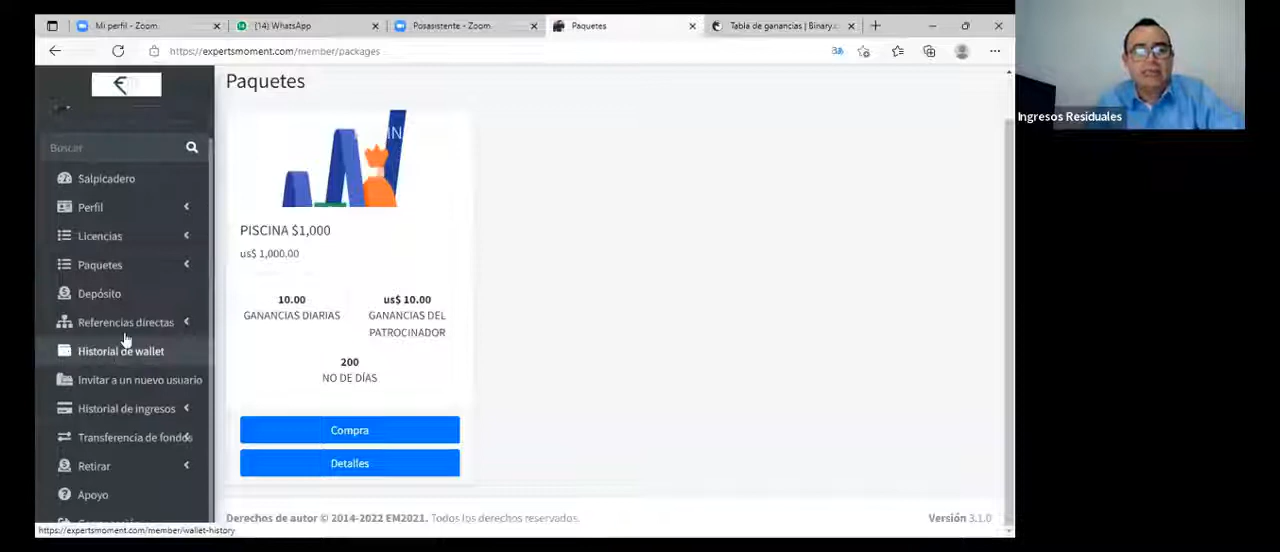 Mi perfil - Zoom
(14) WhatsApp
Posasistente - Zoom
Paquetes
Tabla de ganancias | Binary.c
https://expertsmoment.com/member/packages
Buscar
Salpicadero
Perfil
Licencias
Paquetes
Depósito
Referencias directas
Historial de wallet
Invitar a un nuevo usuario
Historial de ingresos
Transferencia de fondos
Retirar
Apoyo
https://expertsmoment.com/member/wallet-history
Paquetes
PISCINA $1,000
us$ 1,000.00
10.00
GANANCIAS DIARIAS
us$ 10.00
GANANCIAS DEL
PATROCINADOR
200
NO DE DÍAS
Compra
Detalles
Derechos de autor © 2014-2022 EM2021. Todos los derechos reservados.
Versión 3.1.0
Ingresos Residuales